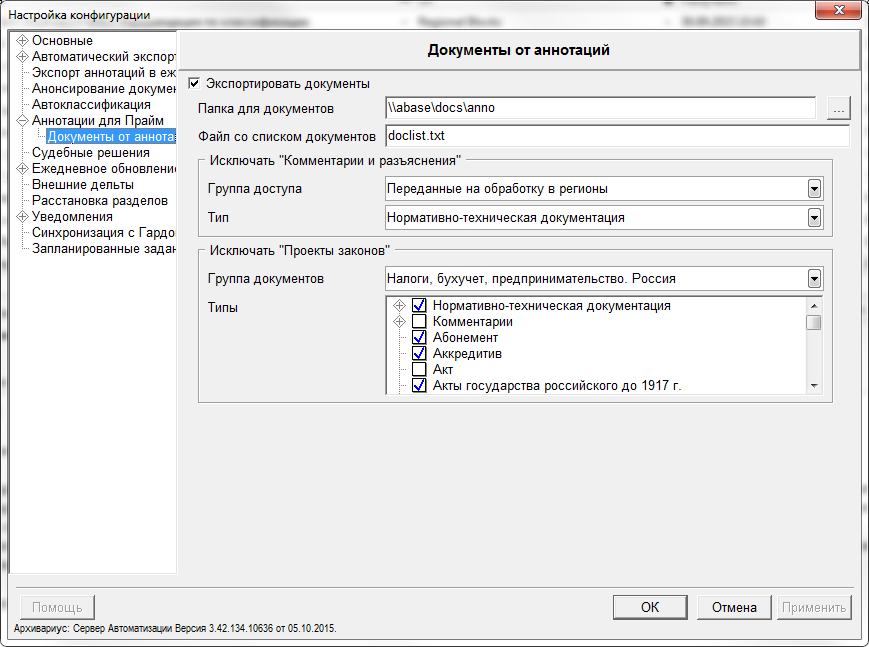 Настройка конфигурации
Основные
Автоматический экспорт
Экспорт аннотаций в еж
Анонсирование докумен
Автоклассификация
Аннотации для Прайм
Документы от аннота
Судебные решения
Ежедневное обновление
Внешние дельты
Расстановка разделов
Уведомления
Синхронизация с Гардо
Запланированные задан
Документы от аннотаций
Экспортировать документы
Папка для документов \\abase\docs\anno ...
Файл со списком документов doclist.txt
Исключать "Комментарии и разъяснения"
Группа доступа Переданные на обработку в регионы
Тип Нормативно-техническая документация
Исключать "Проекты законов"
Группа документов Налоги, бухучет, предпринимательство. Россия
Типы Нормативно-техническая документация
Комментарии
Абонемент
Аккредитив
Акт
Акты государства российского до 1917 г.
Помощь OK Отмена Применить
Архивариус: Сервер Автоматизации Версия 3.42.134.10636 от 05.10.2015.